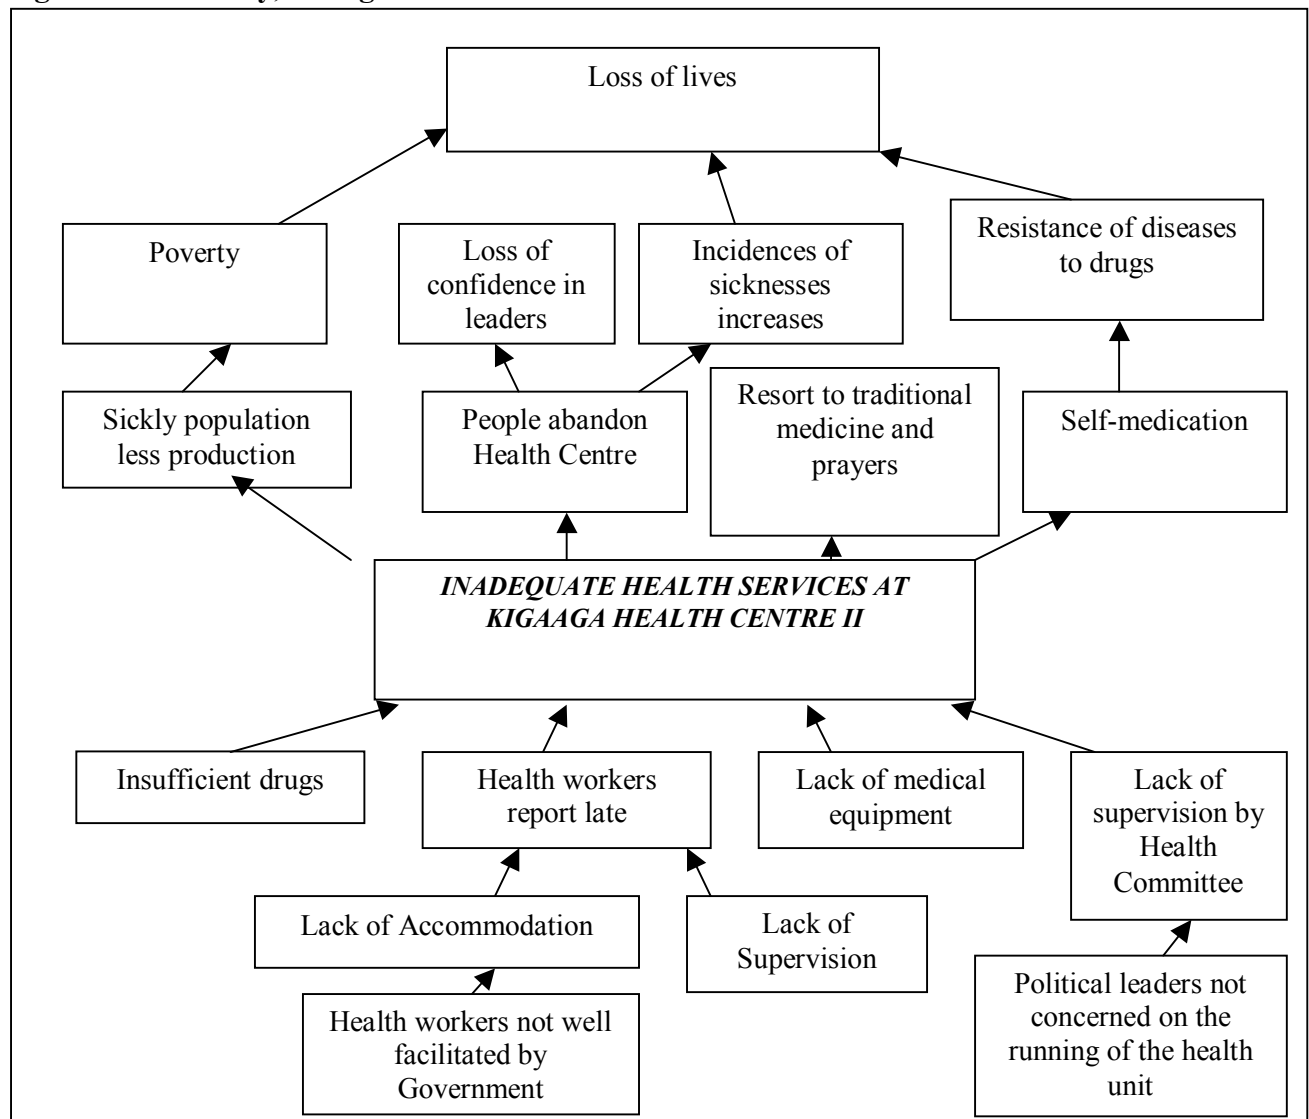 Loss of lives
Poverty
Loss of
confidence in
leaders
Incidences of
sicknesses
increases
Resistance of diseases
to drugs
Sickly population
less production
People abandon
Health Centre
Resort to traditional
medicine and
prayers
Self-medication
INADEQUATE HEALTH SERVICES AT
KIGAAGA HEALTH CENTRE II
Insufficient drugs
Health workers
report late
Lack of medical
equipment
Lack of
supervision by
Health
Committee
Lack of Accommodation
Lack of
Supervision
Health workers not well
facilitated by
Government
Political leaders not
concerned on the
running of the health
unit